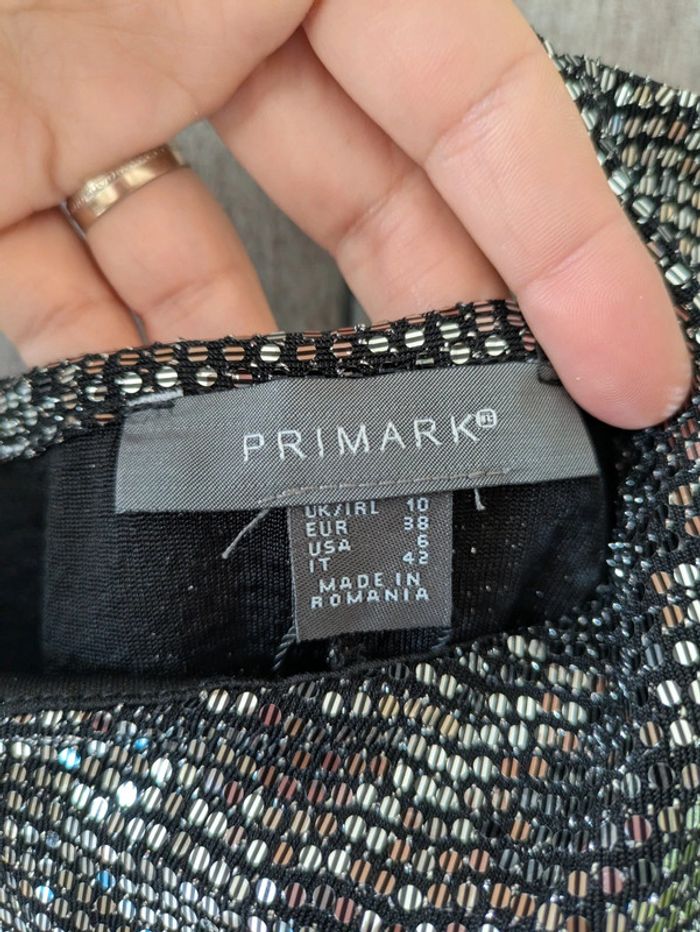 PRIMARK
UK/IRL 10
EUR 38
USA 6
IT 42
MADE IN
ROMANIA